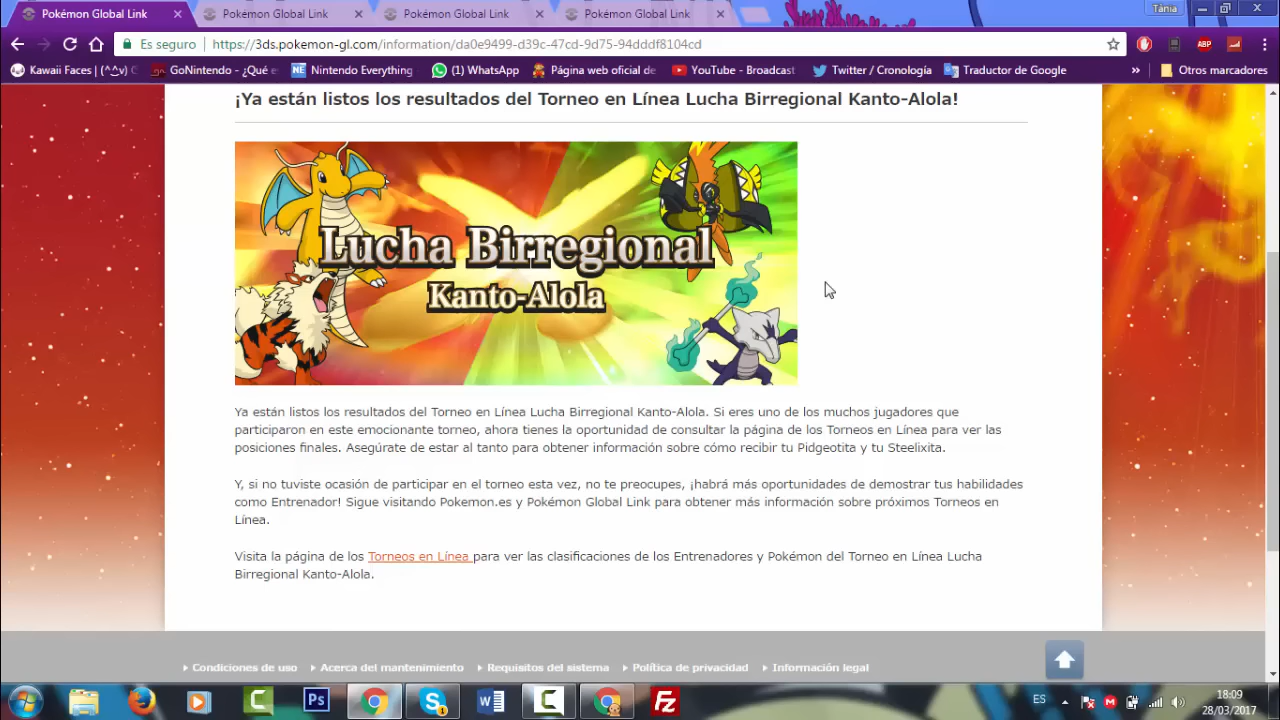 Pokémon Global Link
Pokémon Global Link
Pokémon Global Link
Pokémon Global Link
Tània
Es seguro
https://3ds.pokemon-gl.com/information/da0e9499-d39c-47cd-9d75-94dddf8104cd
ABP
Kawaii Faces | (^_^v)
GoNintendo - ¿Qué e
Nintendo Everything
(1) WhatsApp
Página web oficial de
YouTube - Broadcast
Twitter / Cronología
Traductor de Google
»
Otros marcadores
¡Ya están listos los resultados del Torneo en Línea Lucha Birregional Kanto-Alola!
Lucha Birregional
Kanto-Alola
Ya están listos los resultados del Torneo en Línea Lucha Birregional Kanto-Alola. Si eres uno de los muchos jugadores que
participaron en este emocionante torneo, ahora tienes la oportunidad de consultar la página de los Torneos en Línea para ver las
posiciones finales. Asegúrate de estar al tanto para obtener información sobre cómo recibir tu Pidgeotita y tu Steelixita.
Y, si no tuviste ocasión de participar en el torneo esta vez, no te preocupes, ¡habrá más oportunidades de demostrar tus habilidades
como Entrenador! Sigue visitando Pokemon.es y Pokémon Global Link para obtener más información sobre próximos Torneos en
Línea.
Visita la página de los Torneos en Línea para ver las clasificaciones de los Entrenadores y Pokémon del Torneo en Línea Lucha
Birregional Kanto-Alola.
Condiciones de uso
Acerca del mantenimiento
Requisitos del sistema
Política de privacidad
Información legal
Ps
ES
18:09
28/03/2017